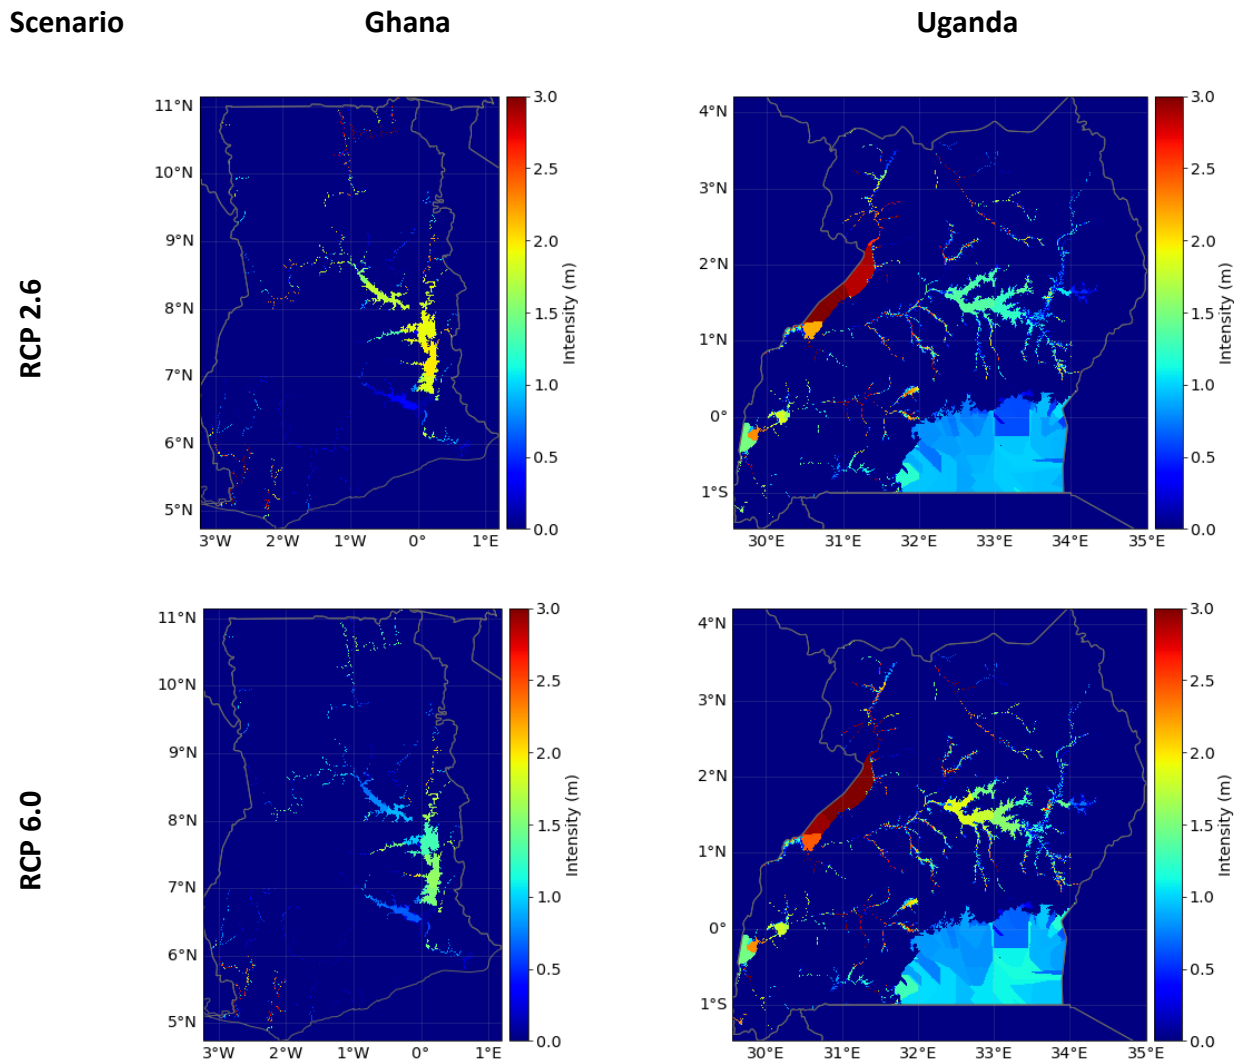 Scenario Ghana Uganda
RCP 2.6
11°N
10°N
9°N
8°N
7°N
6°N
5°N
3°W 2°W 1°W 0° 1°E
3.0
2.5
2.0
1.5
1.0
0.5
0.0
Intensity (m)
4°N
3°N
2°N
1°N
0°
1°S
30°E 31°E 32°E 33°E 34°E 35°E
3.0
2.5
2.0
1.5
1.0
0.5
0.0
Intensity (m)
RCP 6.0
11°N
10°N
9°N
8°N
7°N
6°N
5°N
3°W 2°W 1°W 0° 1°E
3.0
2.5
2.0
1.5
1.0
0.5
0.0
Intensity (m)
4°N
3°N
2°N
1°N
0°
1°S
30°E 31°E 32°E 33°E 34°E 35°E
3.0
2.5
2.0
1.5
1.0
0.5
0.0
Intensity (m)